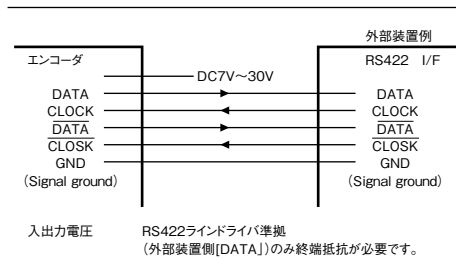 外部装置例
エンコーダ
RS422 I/F
DC7V～30V
DATA DATA
CLOCK CLOCK
DATA DATA
CLOSK CLOSK
GND GND
(Signal ground) (Signal ground)
入出力電圧 RS422ラインドライバ準拠
(外部装置側[DATA」)のみ終端抵抗が必要です。